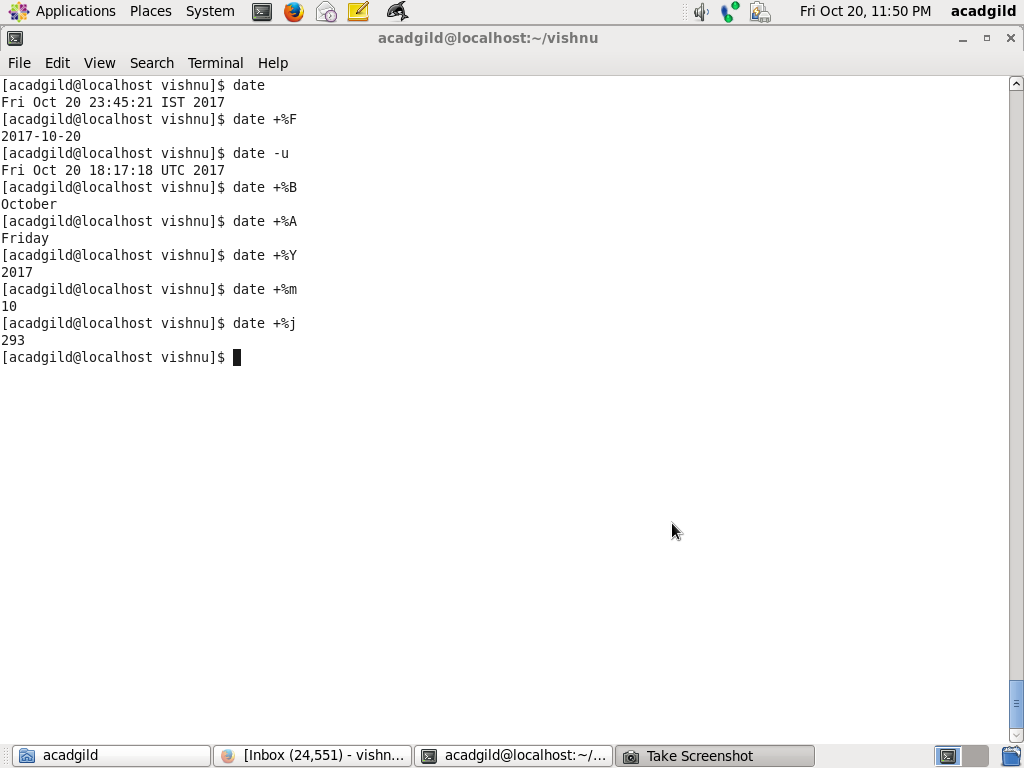 Applications Places System Fri Oct 20, 11:50 PM acadgild
acadgild@localhost:~/vishnu
File Edit View Search Terminal Help
[acadgild@localhost vishnu]$ date
Fri Oct 20 23:45:21 IST 2017
[acadgild@localhost vishnu]$ date +%F
2017-10-20
[acadgild@localhost vishnu]$ date -u
Fri Oct 20 18:17:18 UTC 2017
[acadgild@localhost vishnu]$ date +%B
October
[acadgild@localhost vishnu]$ date +%A
Friday
[acadgild@localhost vishnu]$ date +%Y
2017
[acadgild@localhost vishnu]$ date +%m
10
[acadgild@localhost vishnu]$ date +%j
293
[acadgild@localhost vishnu]$
acadgild [Inbox (24,551) - vishn... acadgild@localhost:~/... Take Screenshot